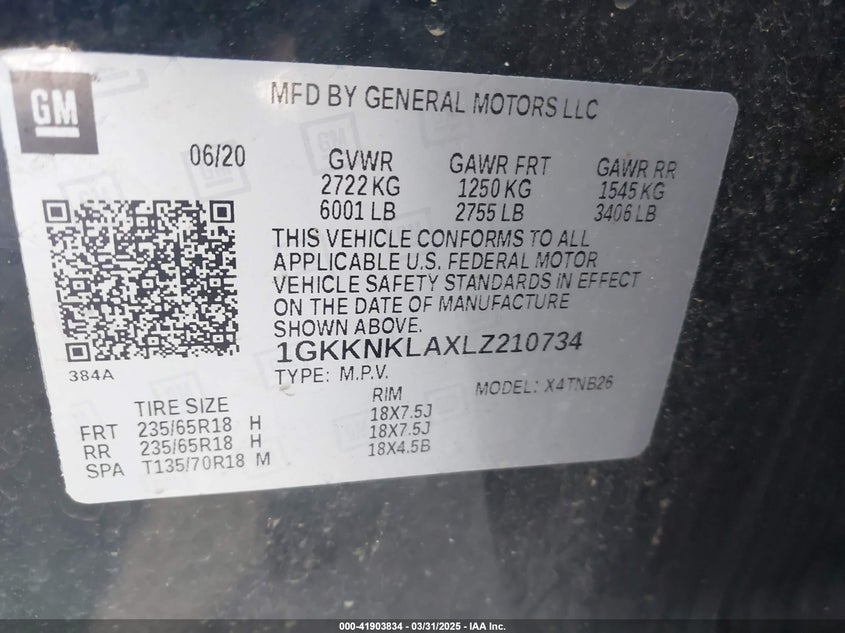 GM
MFD BY GENERAL MOTORS LLC
06/20 GVWR GAWR FRT GAWR RR
2722 KG 1250 KG 1545 KG
6001 LB 2755 LB 3406 LB
THIS VEHICLE CONFORMS TO ALL
APPLICABLE U.S. FEDERAL MOTOR
VEHICLE SAFETY STANDARDS IN EFFECT
ON THE DATE OF MANUFACTURE
SHOWN ABOVE.
1GKKNKLAXLZ210734
384A
TYPE: M.P.V. MODEL: X4TNB26
TIRE SIZE RIM
FRT 235/65R18 H 18X7.5J
RR 235/65R18 H 18X7.5J
SPA T135/70R18 M 18X4.5B
000-41903834 - 03/31/2025 - IAA Inc.